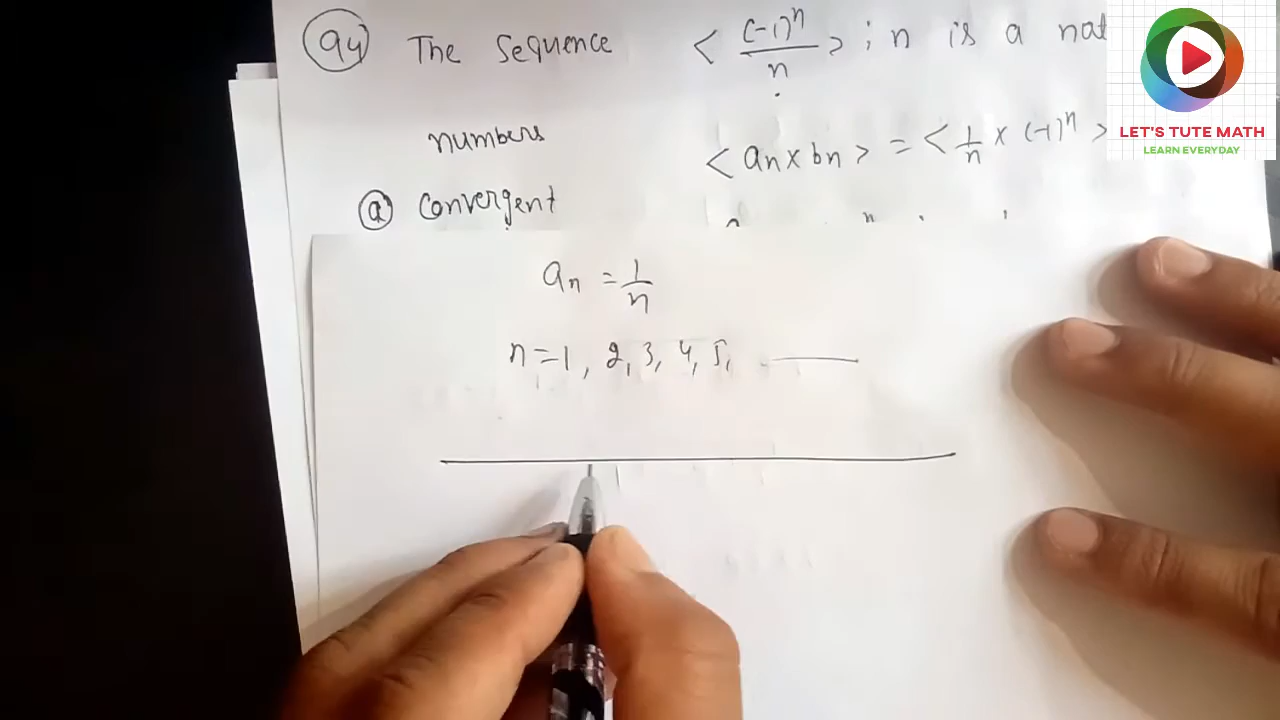 Q4 The Sequence < (-1)^n / n > ; n is a nat
numbers < an x bn > = < 1/n x (-1)^n >
LET'S TUTE MATH
LEARN EVERYDAY
(a) Convergent
an = 1/n
n = 1, 2, 3, 4, 5, ———